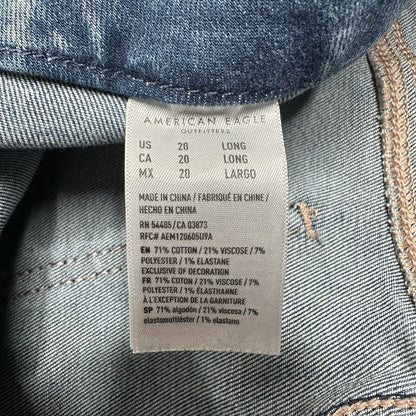 AMERICAN EAGLE
OUTFITTERS
US 20 LONG
CA 20 LONG
MX 20 LARGO
MADE IN CHINA / FABRIQUÉ EN CHINE /
HECHO EN CHINA
RN 54485/CA 03873
RFC# AEM120605U9A
EN 71% COTTON / 21% VISCOSE / 7%
POLYESTER / 1% ELASTANE
EXCLUSIVE OF DECORATION
FR 71% COTON / 21% VISCOSE / 7%
POLYESTER / 1% ÉLASTHANNE
À L'EXCEPTION DE LA GARNITURE
SP 71% algodón / 21% viscosa / 7%
elastomultiéster / 1% elastano